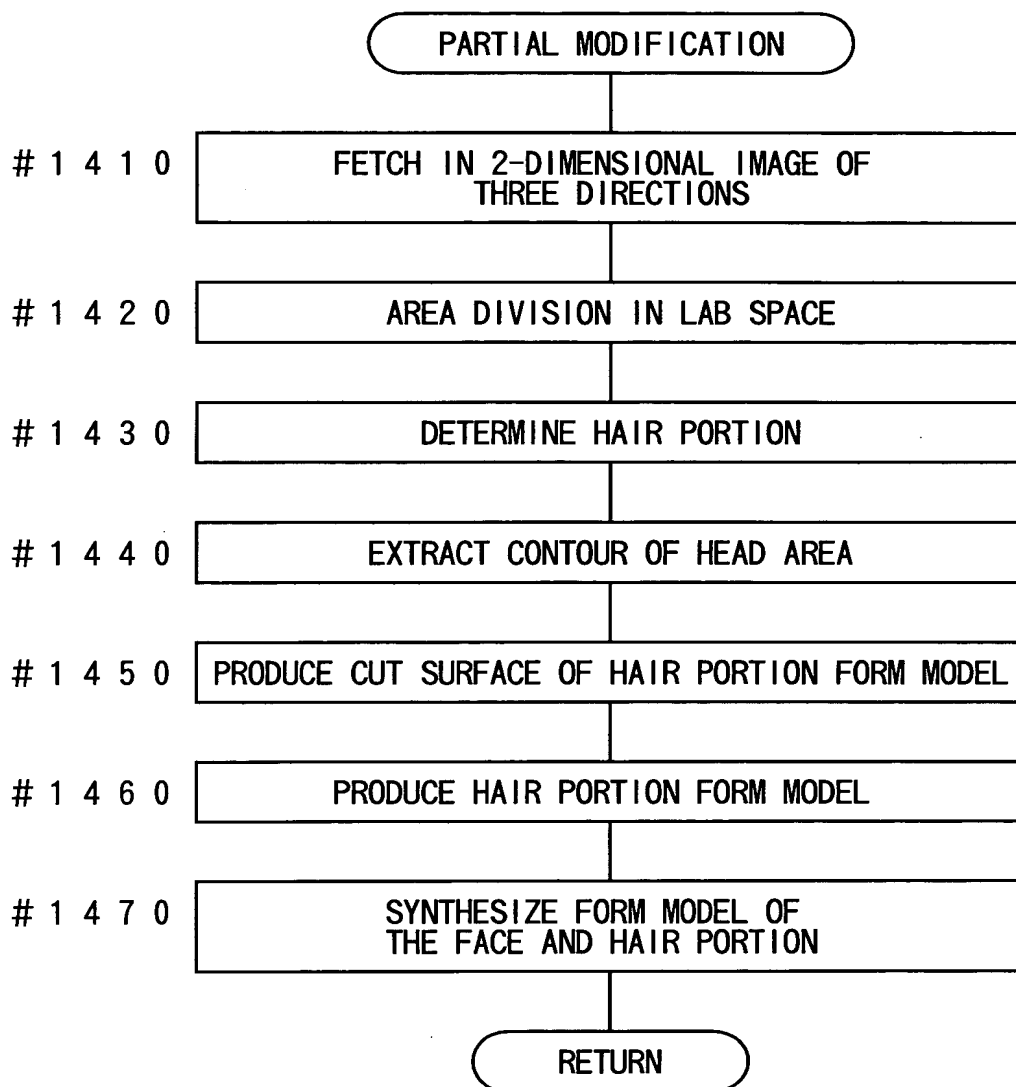 PARTIAL MODIFICATION
#1410
FETCH IN 2-DIMENSIONAL IMAGE OF
THREE DIRECTIONS
#1420
AREA DIVISION IN LAB SPACE
#1430
DETERMINE HAIR PORTION
#1440
EXTRACT CONTOUR OF HEAD AREA
#1450
PRODUCE CUT SURFACE OF HAIR PORTION FORM MODEL
#1460
PRODUCE HAIR PORTION FORM MODEL
#1470
SYNTHESIZE FORM MODEL OF
THE FACE AND HAIR PORTION
RETURN